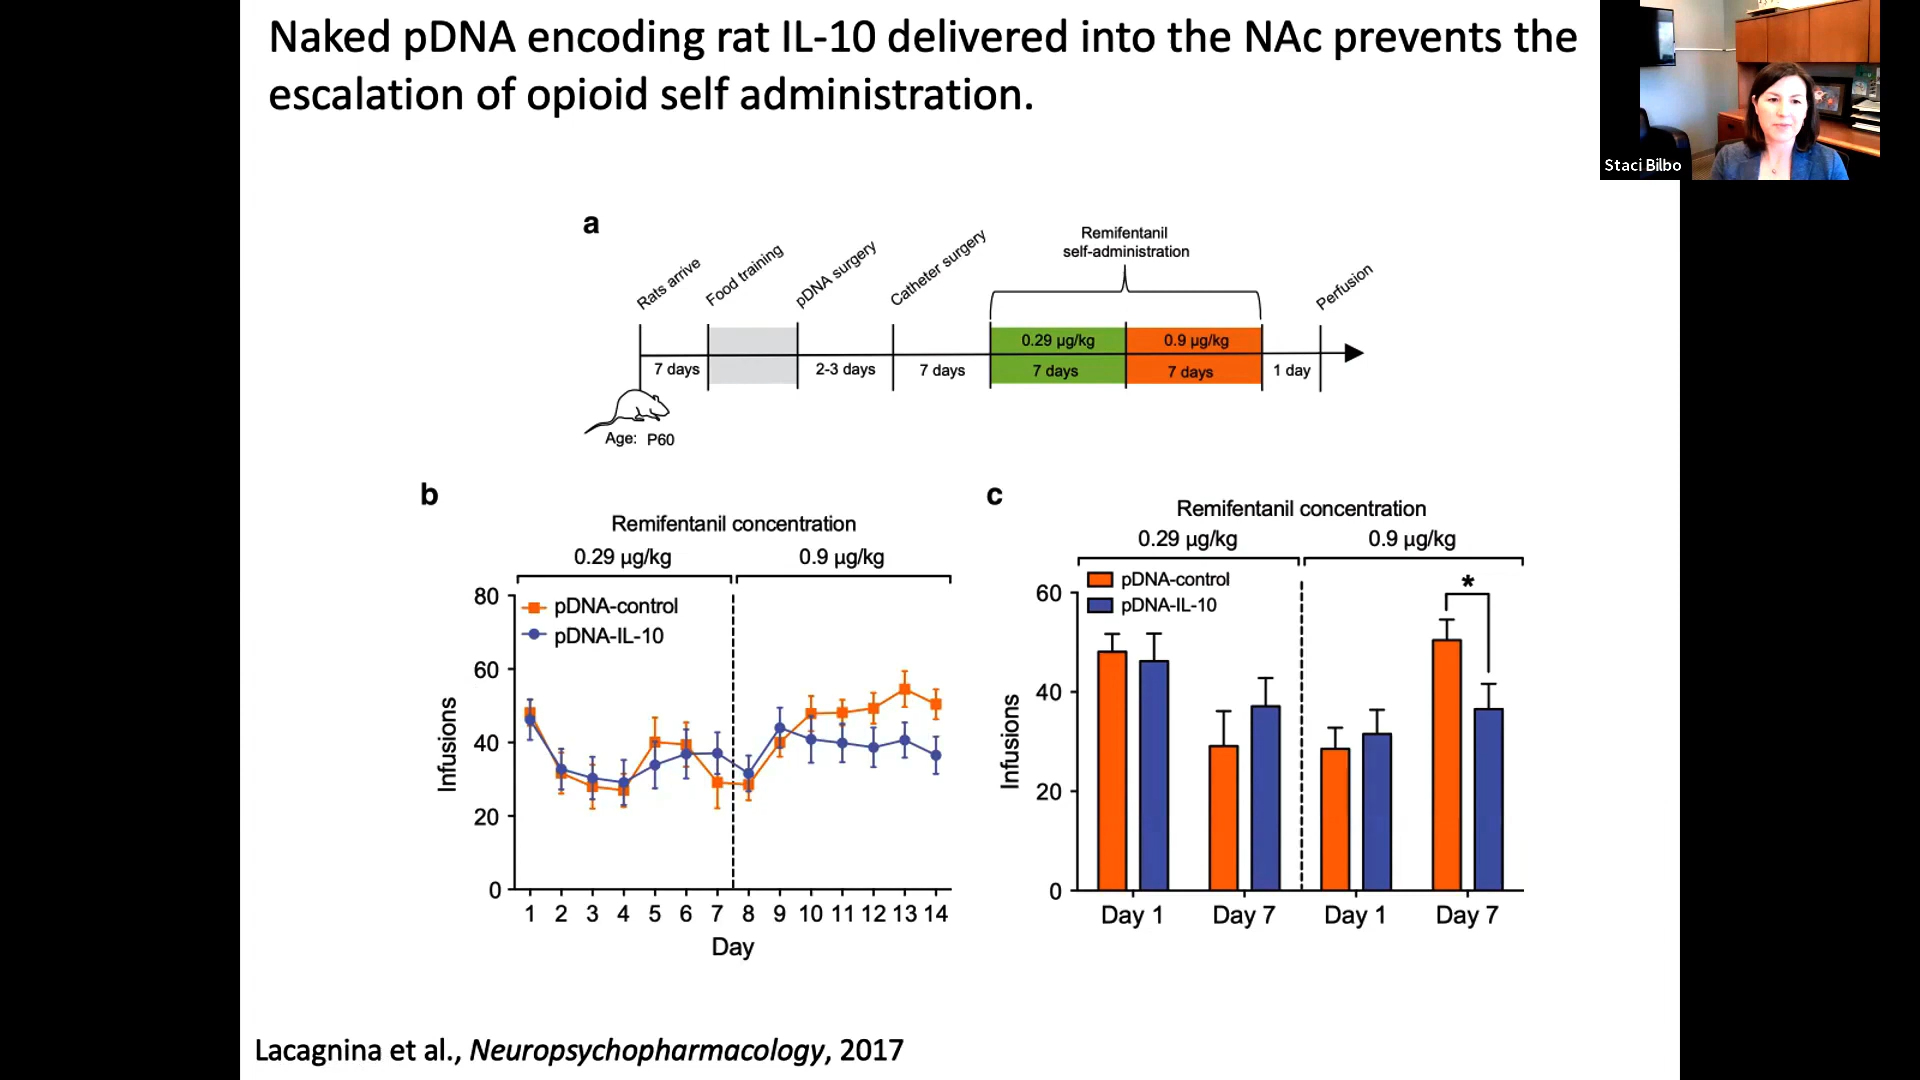 Naked pDNA encoding rat IL-10 delivered into the NAc prevents the
escalation of opioid self administration.
Staci Bilbo
a
Rats arrive
Food training
pDNA surgery
Catheter surgery
Remifentanil
self-administration
Perfusion
0.29 µg/kg
0.9 µg/kg
7 days
2-3 days
7 days
7 days
7 days
1 day
Age: P60
b
Remifentanil concentration
0.29 µg/kg
0.9 µg/kg
pDNA-control
pDNA-IL-10
80
60
40
20
0
Infusions
1 2 3 4 5 6 7 8 9 10 11 12 13 14
Day
c
Remifentanil concentration
0.29 µg/kg
0.9 µg/kg
pDNA-control
pDNA-IL-10
*
60
40
20
0
Infusions
Day 1 Day 7 Day 1 Day 7
Lacagnina et al., Neuropsychopharmacology, 2017